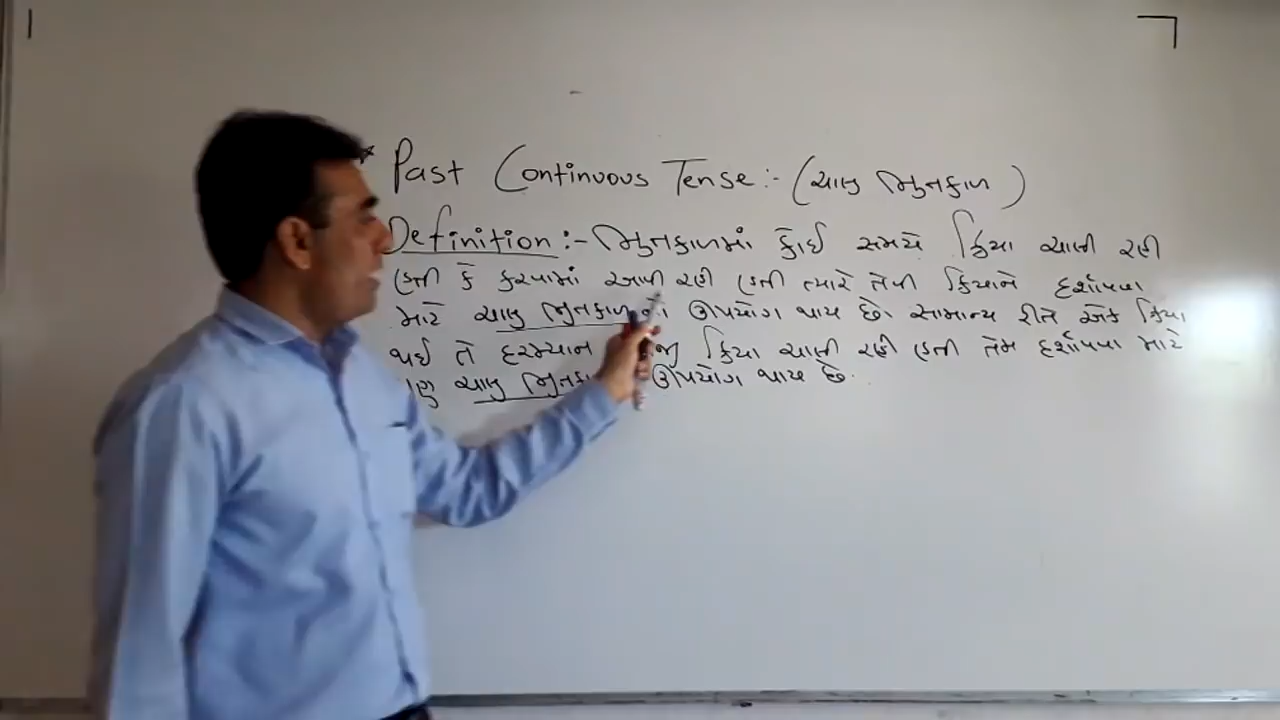 * Past Continuous Tense :- (ચાલુ ભુતકાળ)
Definition :- ભુતકાળમાં કોઈ સમયે ક્રિયા ચાલી રહી
હતી કે કરવામાં આવી રહી હતી ત્યારે તેવી ક્રિયાને દર્શાવવા
માટે ચાલુ ભુતકાળનો ઉપયોગ થાય છે. સામાન્ય રીતે એક ક્રિયા
થઈ તે દરમ્યાન ક્રિયા ચાલી રહી હતી તેમ દર્શાવવા માટે
ચાલુ ઉપયોગ થાય છે.